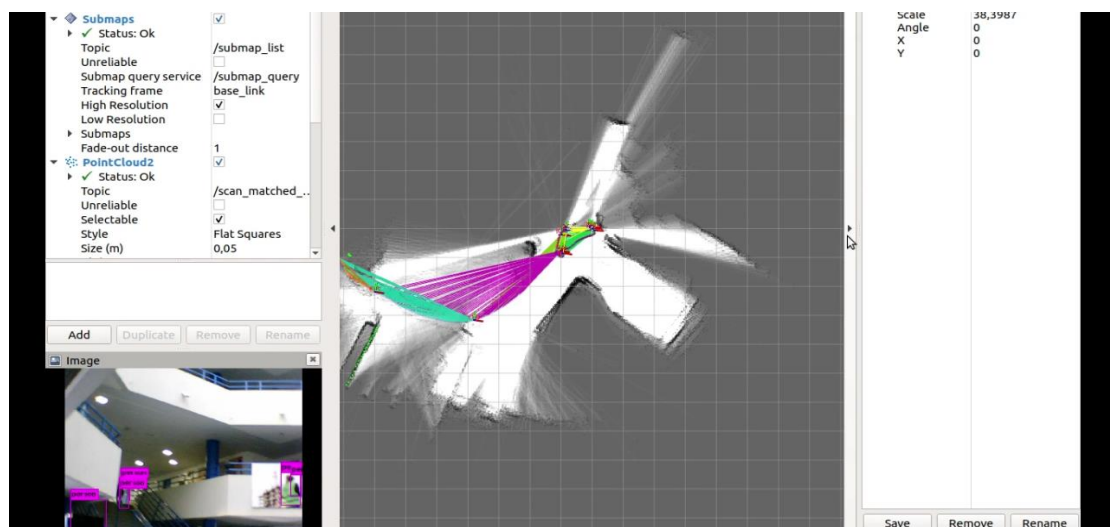 Submaps
Status: Ok
Topic /submap_list
Unreliable
Submap query service /submap_query
Tracking frame base_link
High Resolution
Low Resolution
Submaps
Fade-out distance 1
PointCloud2
Status: Ok
Topic /scan_matched_...
Unreliable
Selectable
Style Flat Squares
Size (m) 0,05
Add Duplicate Remove Rename
Image
Scale 38,3987
Angle 0
X 0
Y 0
Save Remove Rename